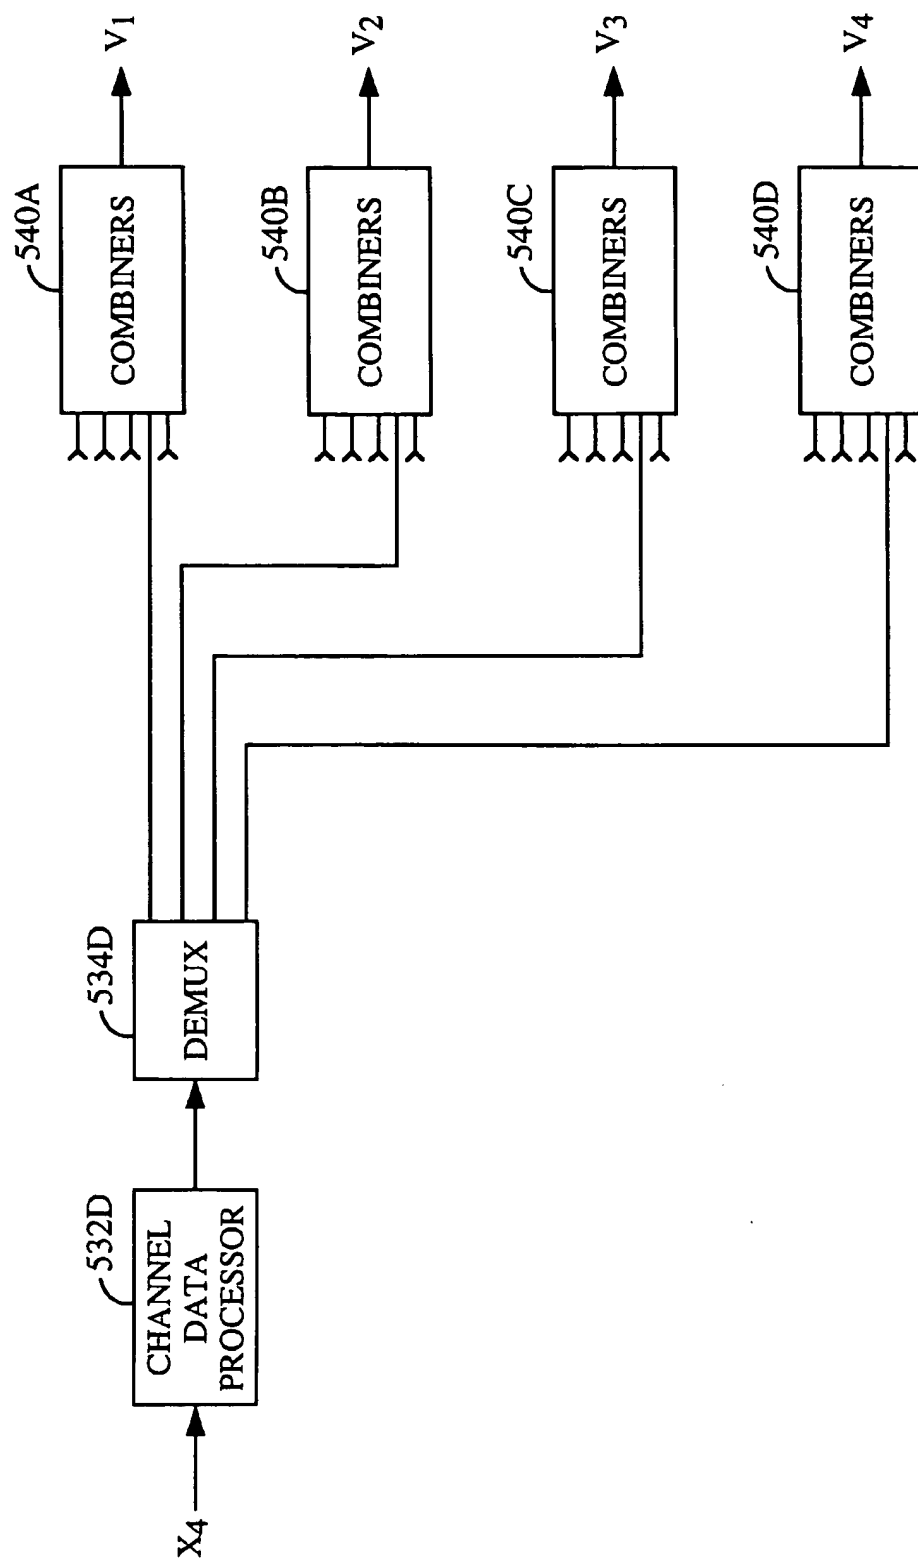 X4
532D
CHANNEL
DATA
PROCESSOR
534D
DEMUX
540A
COMBINERS
V1
540B
COMBINERS
V2
540C
COMBINERS
V3
540D
COMBINERS
V4